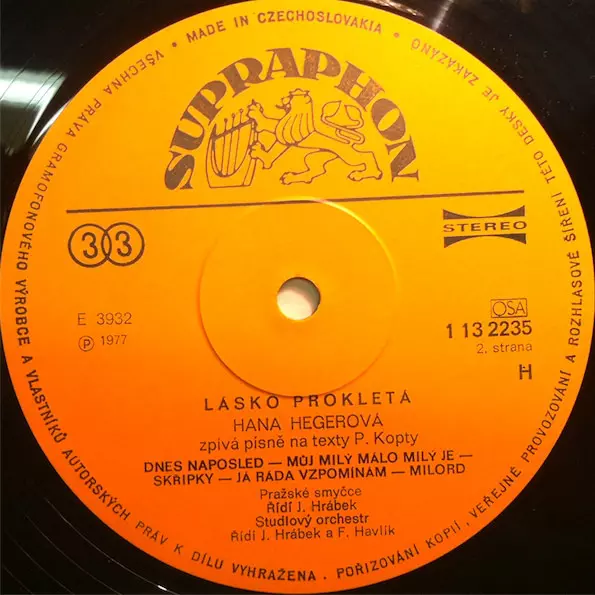 VŠECHNA PRÁVA GRAMOFONOVÉHO VÝROBCE A VLASTNÍKŮ AUTORSKÝCH PRÁV K DÍLU VYHRAŽENA. POŘIZOVÁNÍ KOPIÍ, VEŘEJNÉ PROVOZOVÁNÍ A ROZHLASOVÉ ŠÍŘENÍ TÉTO DESKY JE ZAKÁZÁNO • MADE IN CZECHOSLOVAKIA •
SUPRAPHON
33
STEREO
E 3932
Ⓟ 1977
OSA
1 13 2235
2. strana
H
LÁSKO PROKLETÁ
HANA HEGEROVÁ
zpívá písně na texty P. Kopty
DNES NAPOSLED — MŮJ MILÝ MÁLO MILÝ JE —
SKŘIPKY — JÁ RÁDA VZPOMÍNÁM — MILORD
Pražské smyčce
Řídí J. Hrábek
Studiový orchestr
Řídí J. Hrábek a F. Havlík